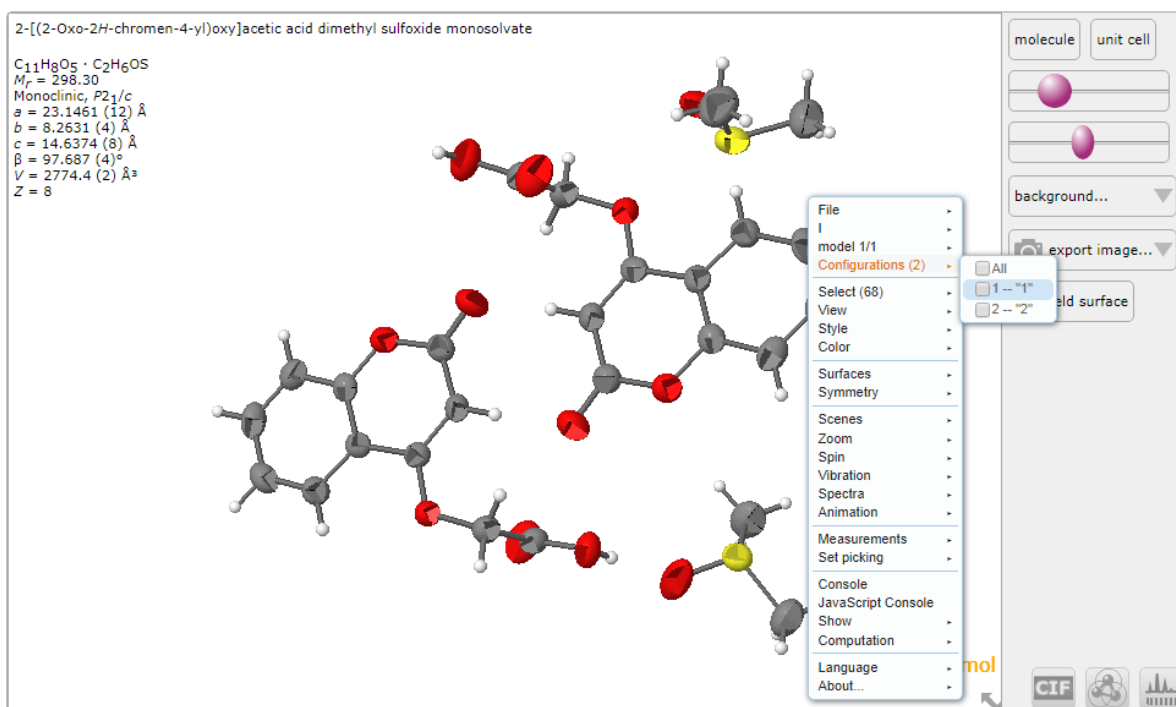 2-[(2-Oxo-2H-chromen-4-yl)oxy]acetic acid dimethyl sulfoxide monosolvate
C11H8O5 · C2H6OS
Mr = 298.30
Monoclinic, P21/c
a = 23.1461 (12) Å
b = 8.2631 (4) Å
c = 14.6374 (8) Å
β = 97.687 (4)°
V = 2774.4 (2) Å³
Z = 8
molecule
unit cell
background...
export image...
eld surface
File
I
model 1/1
Configurations (2)
All
1 -- "1"
2 -- "2"
Select (68)
View
Style
Color
Surfaces
Symmetry
Scenes
Zoom
Spin
Vibration
Spectra
Animation
Measurements
Set picking
Console
JavaScript Console
Show
Computation
Language
About...
mol
CIF